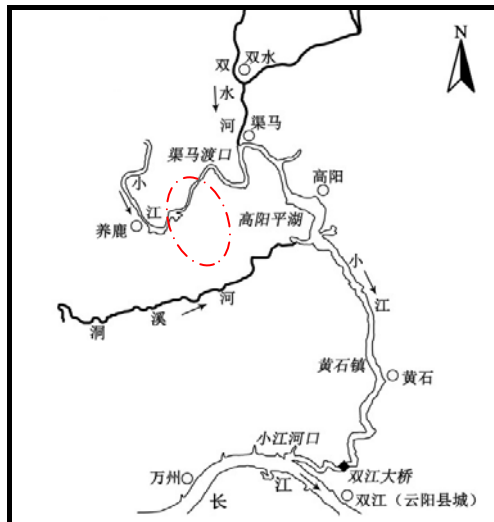 N
双 双水
水
河 渠马
渠马渡口
小
江
养鹿
高阳
高阳平湖
小
江
洞 溪 河
黄石镇 黄石
小江河口
万州
双江大桥
长 江
双江（云阳县城）